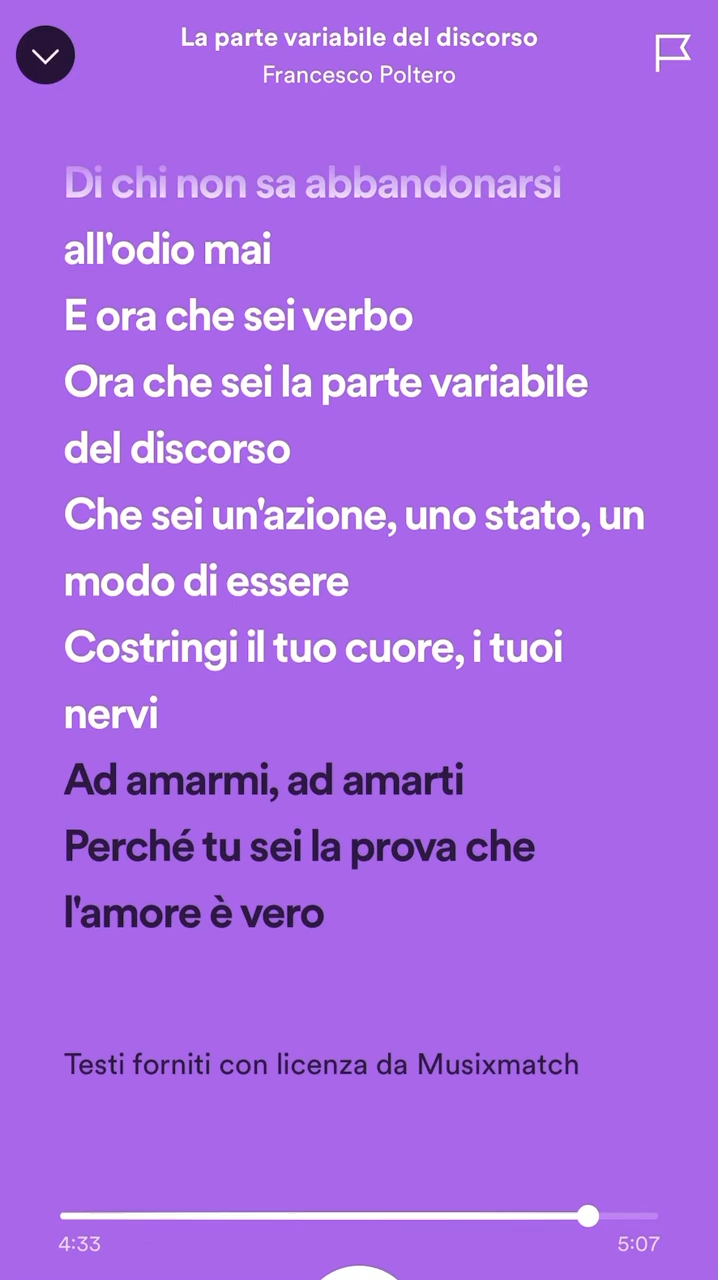 La parte variabile del discorso
Francesco Poltero
Di chi non sa abbandonarsi
all'odio mai
E ora che sei verbo
Ora che sei la parte variabile
del discorso
Che sei un'azione, uno stato, un
modo di essere
Costringi il tuo cuore, i tuoi
nervi
Ad amarmi, ad amarti
Perché tu sei la prova che
l'amore è vero
Testi forniti con licenza da Musixmatch
4:33
5:07